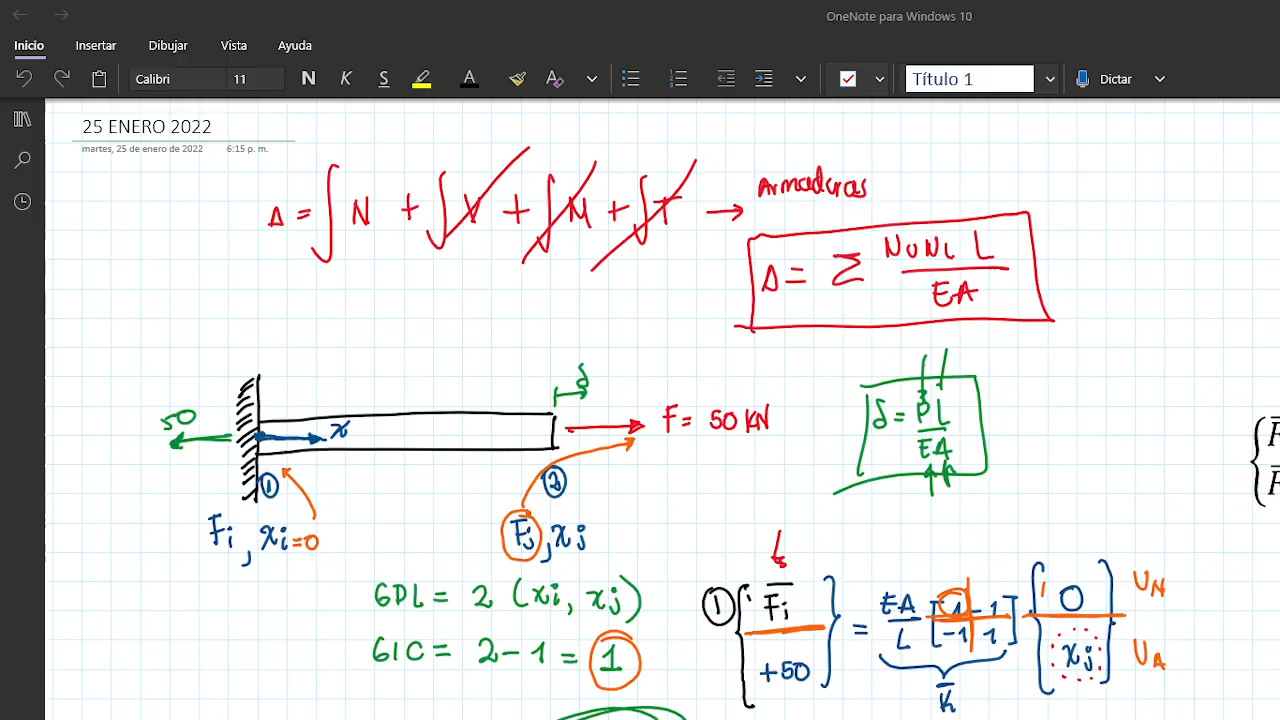 OneNote para Windows 10
Inicio Insertar Dibujar Vista Ayuda
Calibri 11 N K S A Título 1 Dictar
25 ENERO 2022
martes, 25 de enero de 2022 6:15 p. m.
Δ = ∫ N + ∫ V + ∫ M + ∫ T → Armaduras
Δ = Σ NUNL L / EA
δ
50 x F = 50 KN
δ = PL / EA
1 2
Fi, xi=0 Fj, xj
GDL = 2 (xi, xj)
GIC = 2 - 1 = 1
1 { F̅i / +50 } = EA/L [1 -1 / -1 1] { 0 / xj } UN UA
K̅
{ F̅ F̅